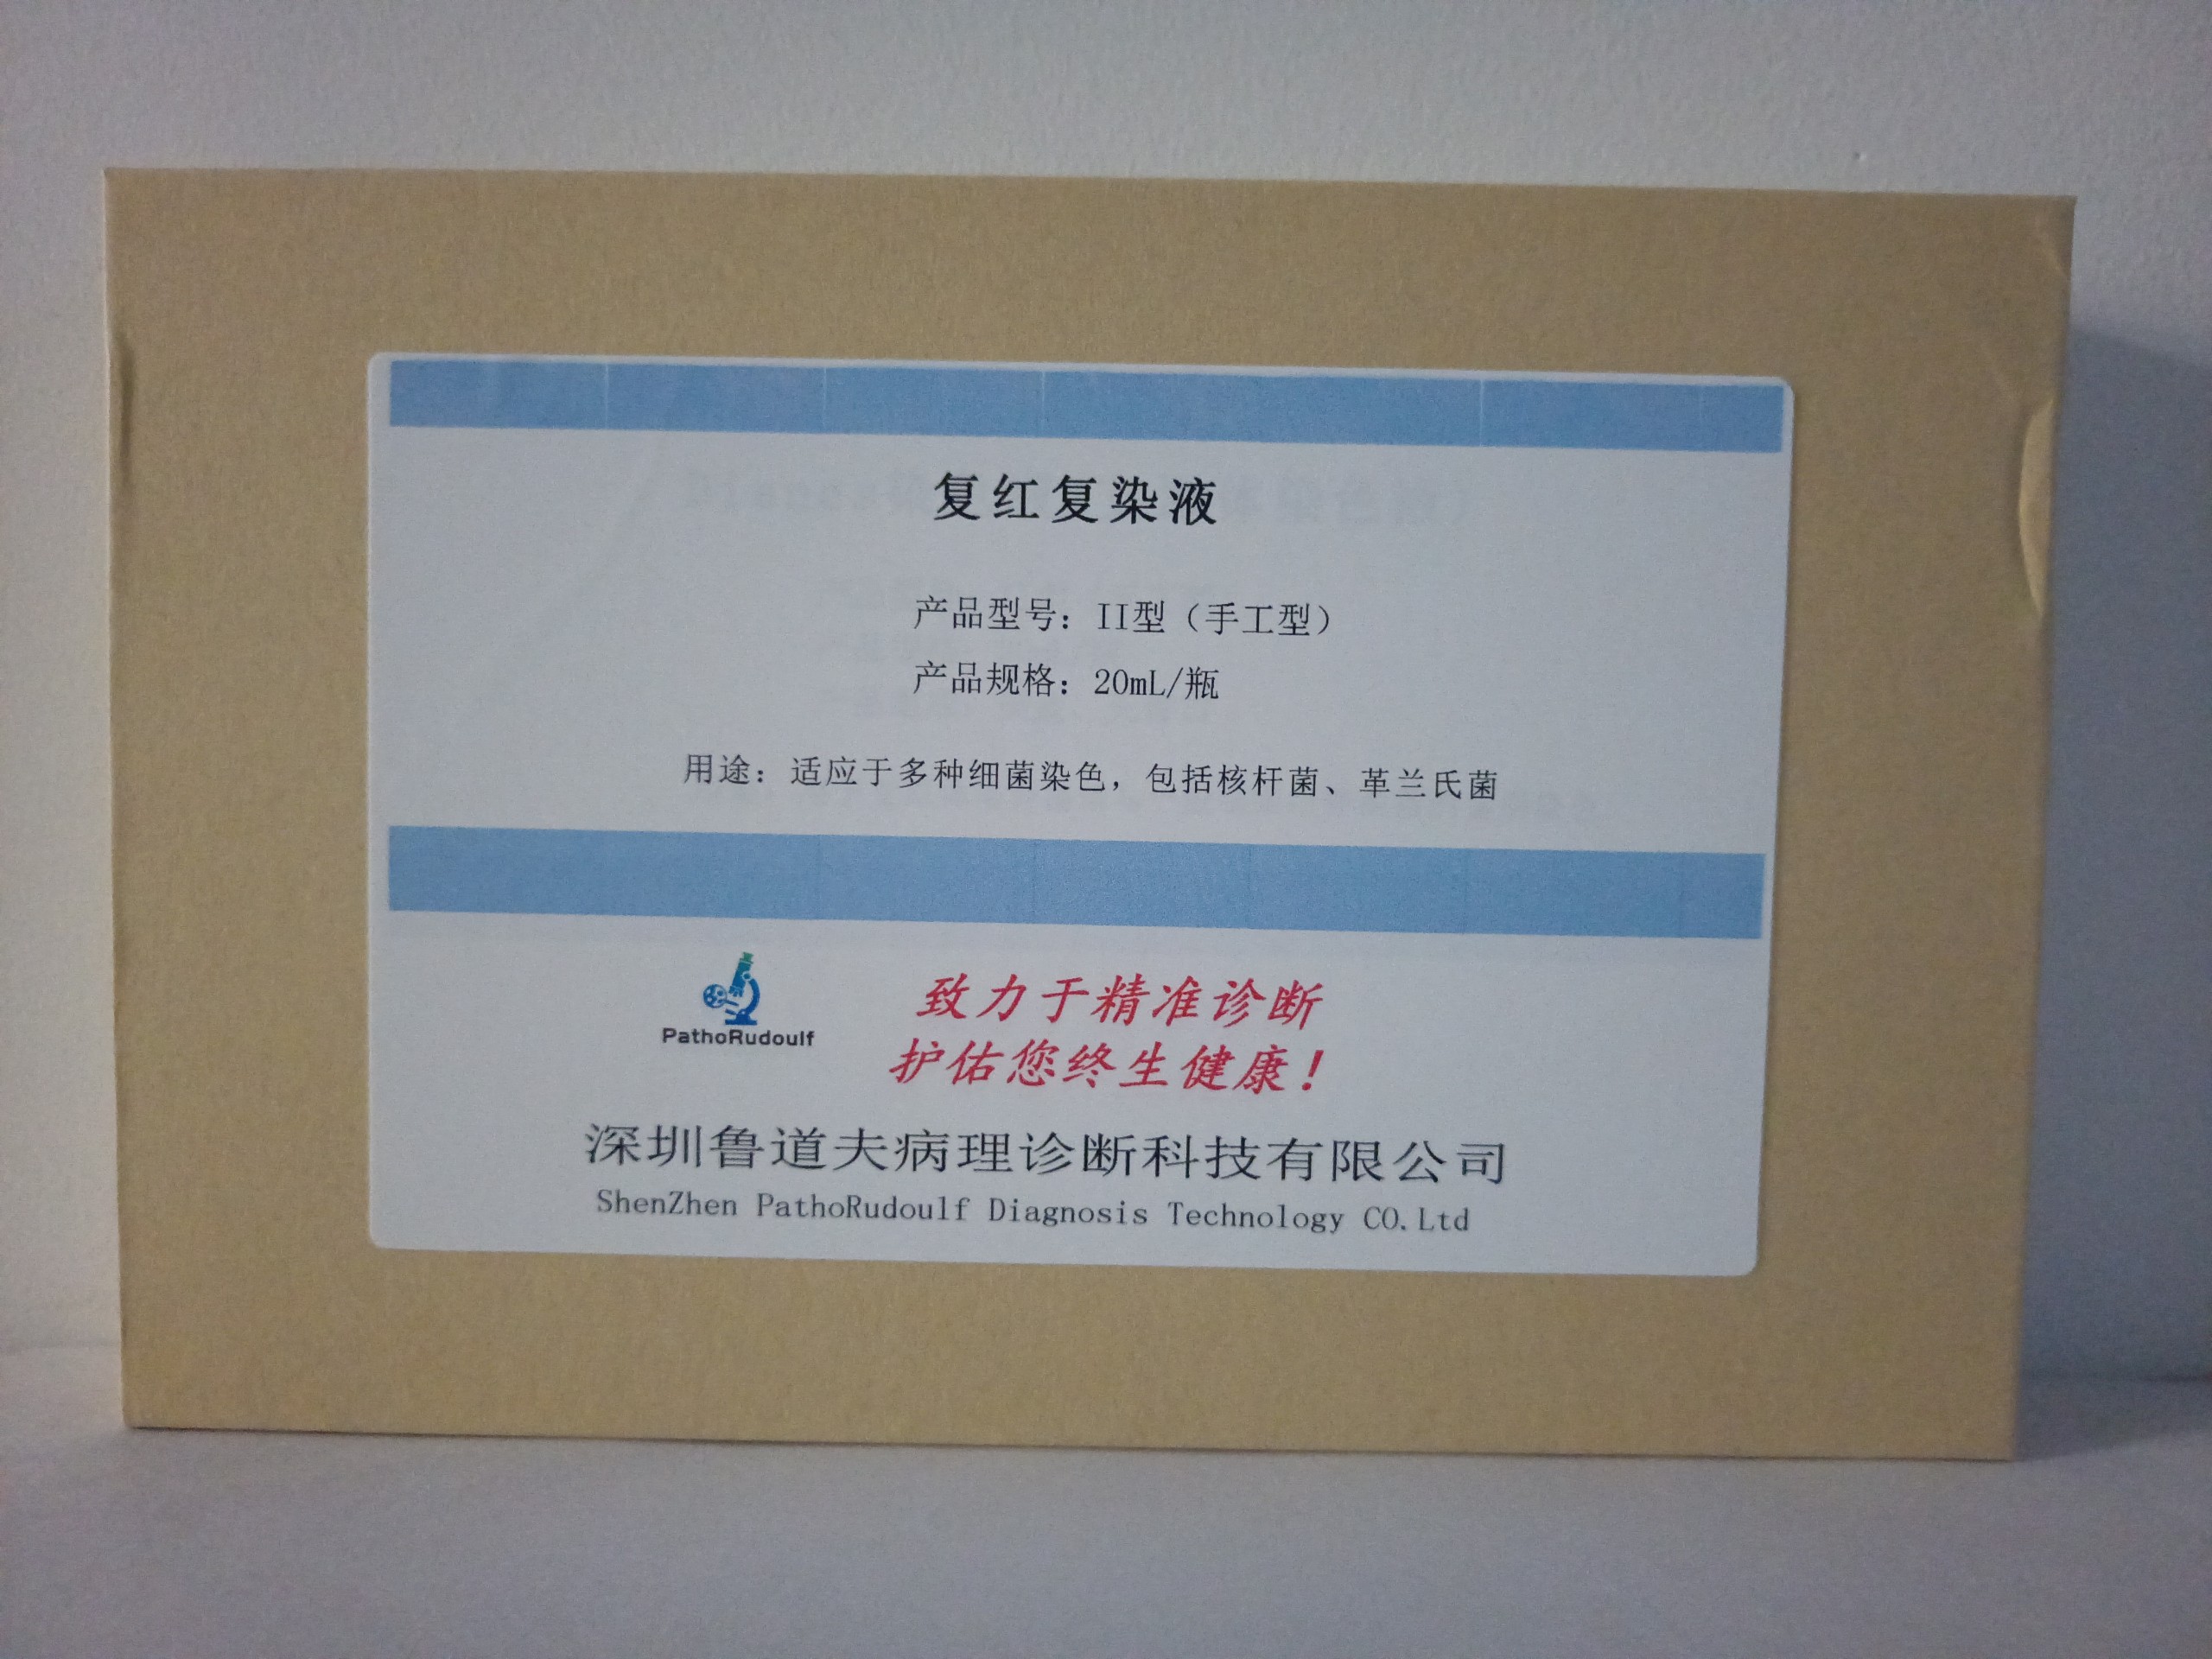 复红复染液
产品型号：II型（手工型）
产品规格：20mL/瓶
用途：适应于多种细菌染色，包括核杆菌、革兰氏菌
PathoRudoulf
致力于精准诊断
护佑您终生健康！
深圳鲁道夫病理诊断科技有限公司
ShenZhen PathoRudoulf Diagnosis Technology CO.Ltd